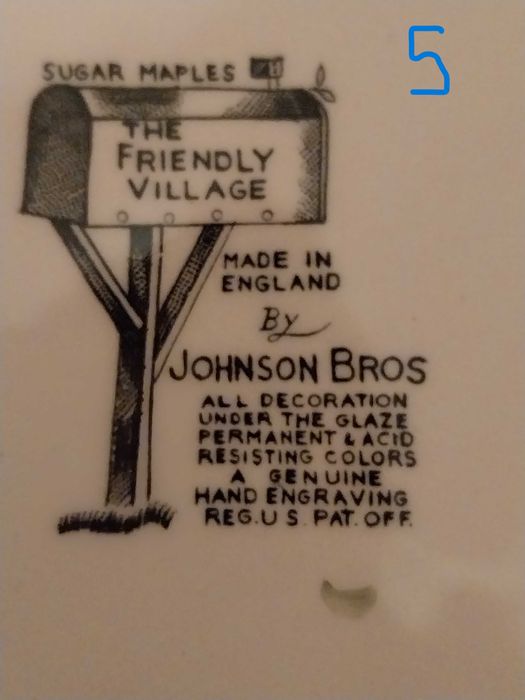 5
SUGAR MAPLES
THE
FRIENDLY
VILLAGE
MADE IN
ENGLAND
By
JOHNSON BROS
ALL DECORATION
UNDER THE GLAZE
PERMANENT & ACID
RESISTING COLORS
A GENUINE
HAND ENGRAVING
REG. U S. PAT. OFF.